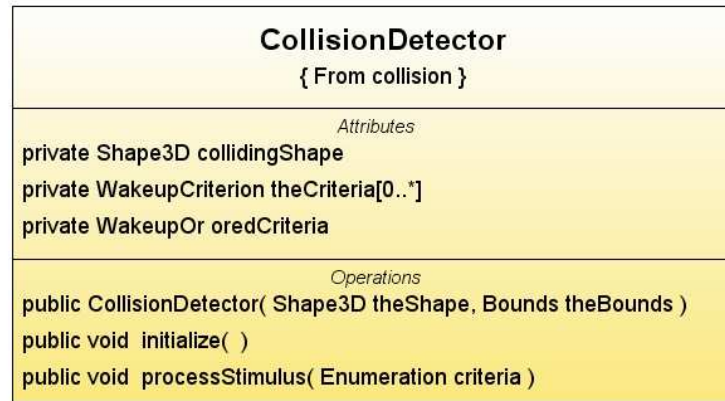 CollisionDetector
{ From collision }
Attributes
private Shape3D collidingShape
private WakeupCriterion theCriteria[0..*]
private WakeupOr oredCriteria
Operations
public CollisionDetector( Shape3D theShape, Bounds theBounds )
public void initialize( )
public void processStimulus( Enumeration criteria )